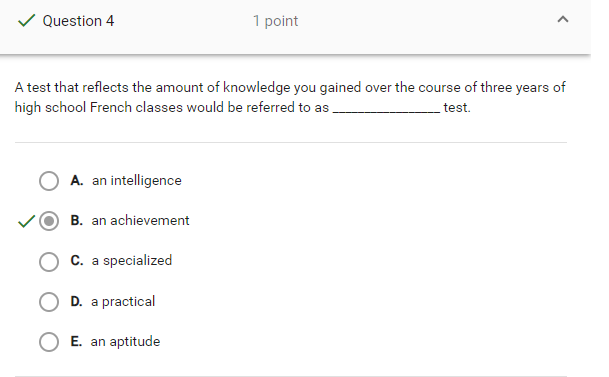 Question 4 1 point
A test that reflects the amount of knowledge you gained over the course of three years of
high school French classes would be referred to as _________________ test.
A. an intelligence
B. an achievement
C. a specialized
D. a practical
E. an aptitude